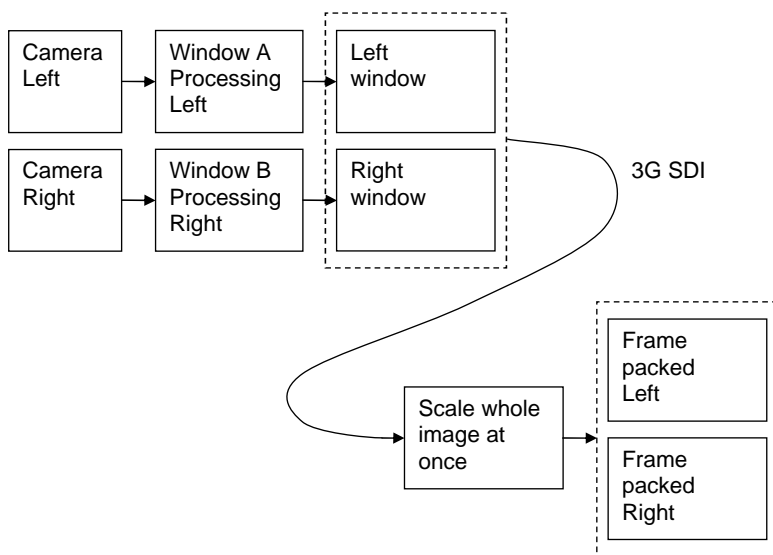 Camera
Left
Window A
Processing
Left
Left
window
Camera
Right
Window B
Processing
Right
Right
window
3G SDI
Scale whole
image at
once
Frame
packed
Left
Frame
packed
Right